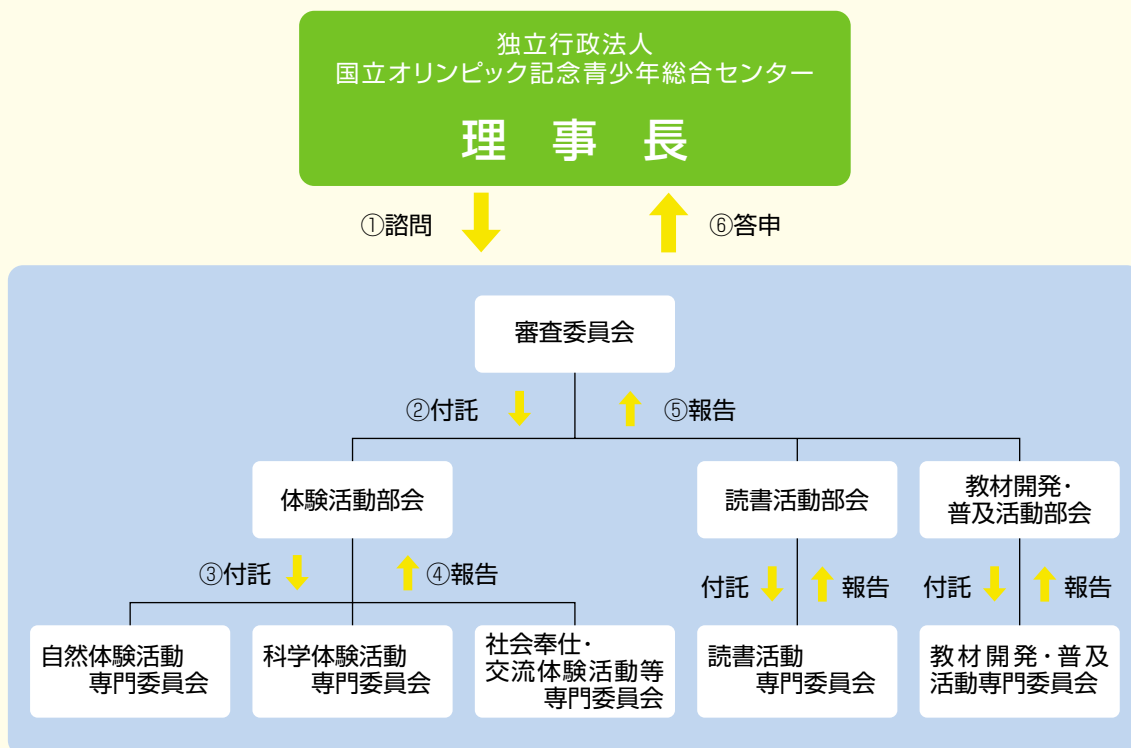 独立行政法人
国立オリンピック記念青少年総合センター
理事長
①諮問
⑥答申
審査委員会
②付託
⑤報告
体験活動部会
読書活動部会
教材開発・
普及活動部会
③付託
④報告
付託
報告
付託
報告
自然体験活動
専門委員会
科学体験活動
専門委員会
社会奉仕・
交流体験活動等
専門委員会
読書活動
専門委員会
教材開発・普及
活動専門委員会